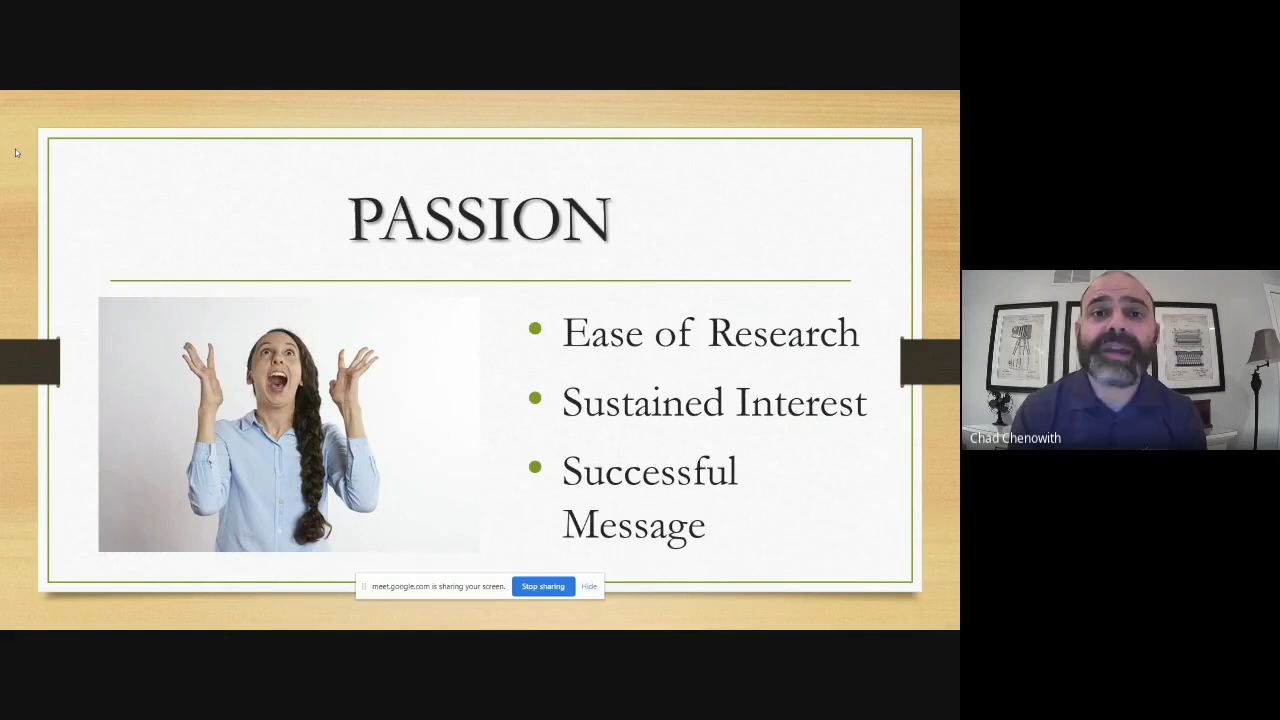 PASSION
Ease of Research
Sustained Interest
Successful
Message
meet.google.com is sharing your screen. Stop sharing Hide
Chad Chenowith